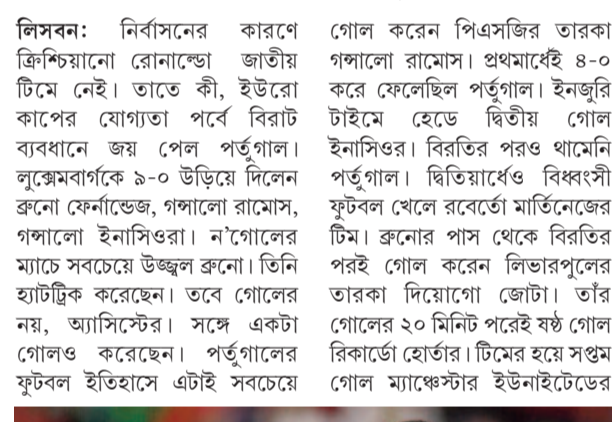 লিসবন: নির্বাসনের কারণে
ক্রিশ্চিয়ানো রোনাল্ডো জাতীয়
টিমে নেই। তাতে কী, ইউরো
কাপের যোগ্যতা পর্বে বিরাট
ব্যবধানে জয় পেল পর্তুগাল।
লুক্সেমবার্গকে ৯-০ উড়িয়ে দিলেন
ব্রুনো ফের্নান্ডেজ, গন্সালো রামোস,
গন্সালো ইনাসিওরা। ন'গোলের
ম্যাচে সবচেয়ে উজ্জ্বল ব্রুনো। তিনি
হ্যাটট্রিক করেছেন। তবে গোলের
নয়, অ্যাসিস্টের। সঙ্গে একটা
গোলও করেছেন। পর্তুগালের
ফুটবল ইতিহাসে এটাই সবচেয়ে
গোল করেন পিএসজির তারকা
গন্সালো রামোস। প্রথমার্ধেই ৪-০
করে ফেলেছিল পর্তুগাল। ইনজুরি
টাইমে হেডে দ্বিতীয় গোল
ইনাসিওর। বিরতির পরও থামেনি
পর্তুগাল। দ্বিতিয়ার্ধেও বিধ্বংসী
ফুটবল খেলে রবের্তো মার্তিনেজের
টিম। ব্রুনোর পাস থেকে বিরতির
পরই গোল করেন লিভারপুলের
তারকা দিয়োগো জোটা। তাঁর
গোলের ২০ মিনিট পরেই ষষ্ঠ গোল
রিকার্ডো হোর্তার। টিমের হয়ে সপ্তম
গোল ম্যাঞ্চেস্টার ইউনাইটেডের